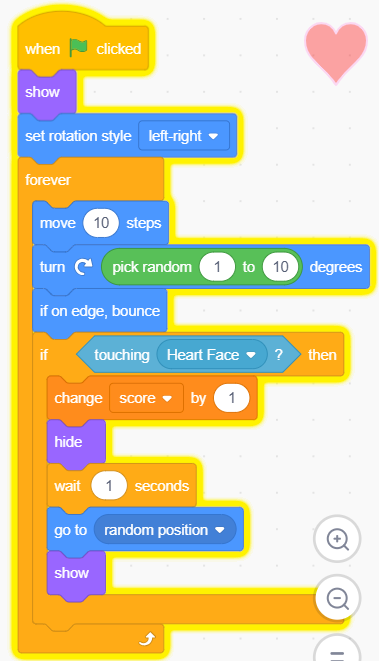 when clicked
show
set rotation style left-right
forever
move 10 steps
turn pick random 1 to 10 degrees
if on edge, bounce
if touching Heart Face ? then
change score by 1
hide
wait 1 seconds
go to random position
show